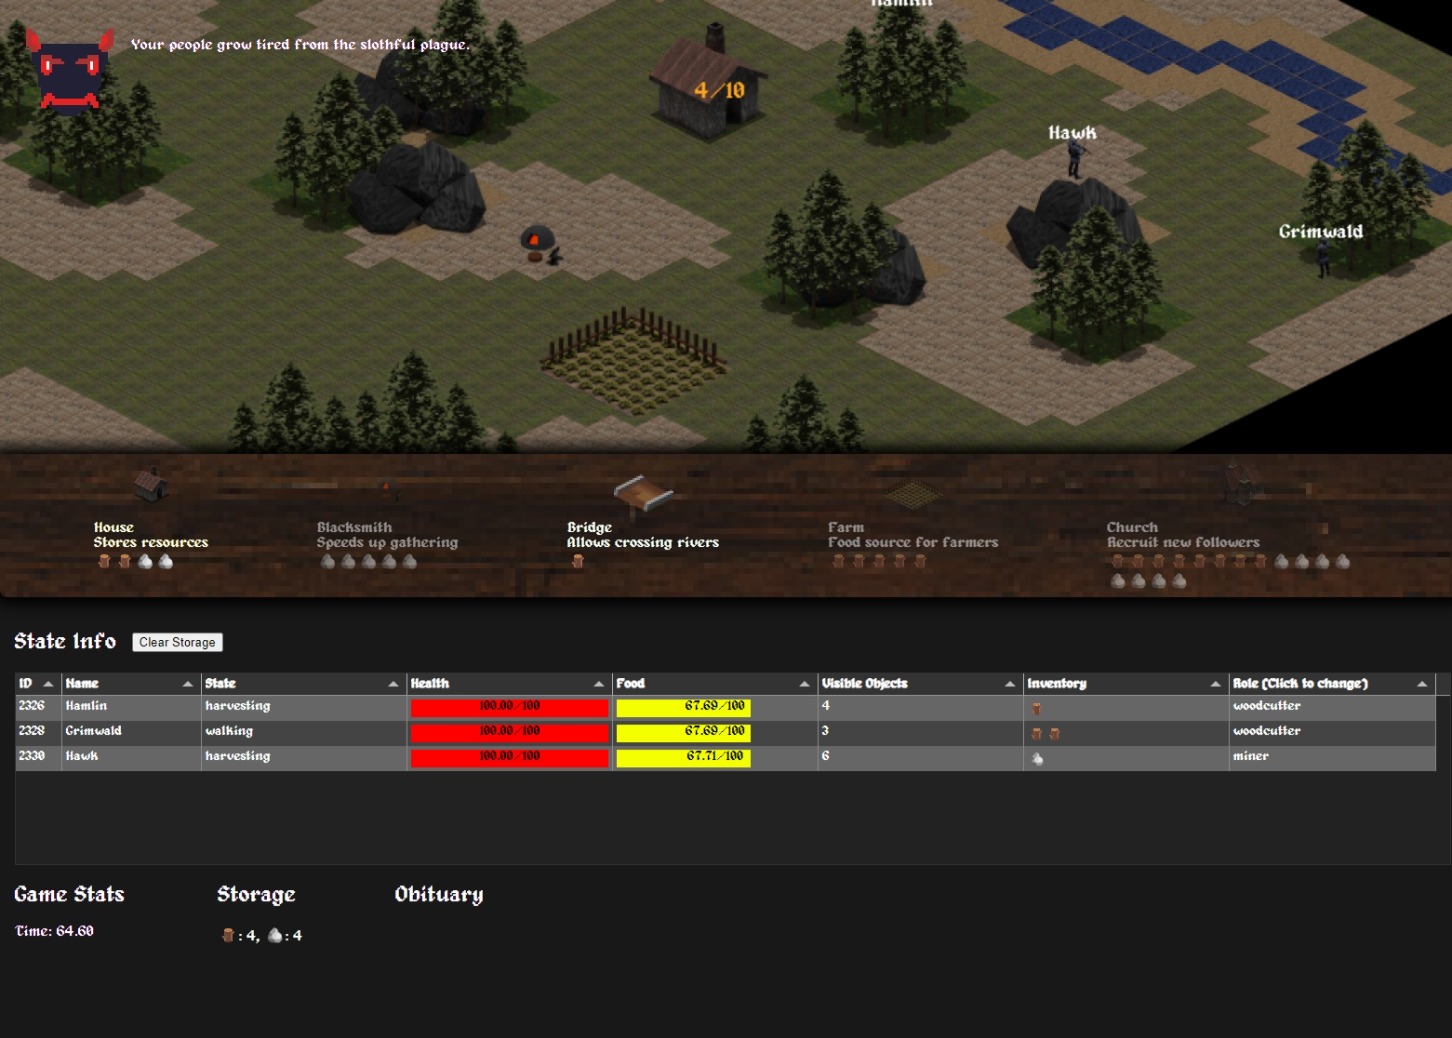 Hamlin
Your people grow tired from the slothful plague.
4/10
Hawk
Grimwald
House
Stores resources
Blacksmith
Speeds up gathering
Bridge
Allows crossing rivers
Farm
Food source for farmers
Church
Recruit new followers
State Info
Clear Storage
ID Name State Health Food Visible Objects Inventory Role (Click to change)
2326 Hamlin harvesting 100.00/100 67.69/100 4 woodcutter
2328 Grimwald walking 100.00/100 67.69/100 3 woodcutter
2330 Hawk harvesting 100.00/100 67.71/100 6 miner
Game Stats
Storage
Obituary
Time: 64.60
: 4, : 4